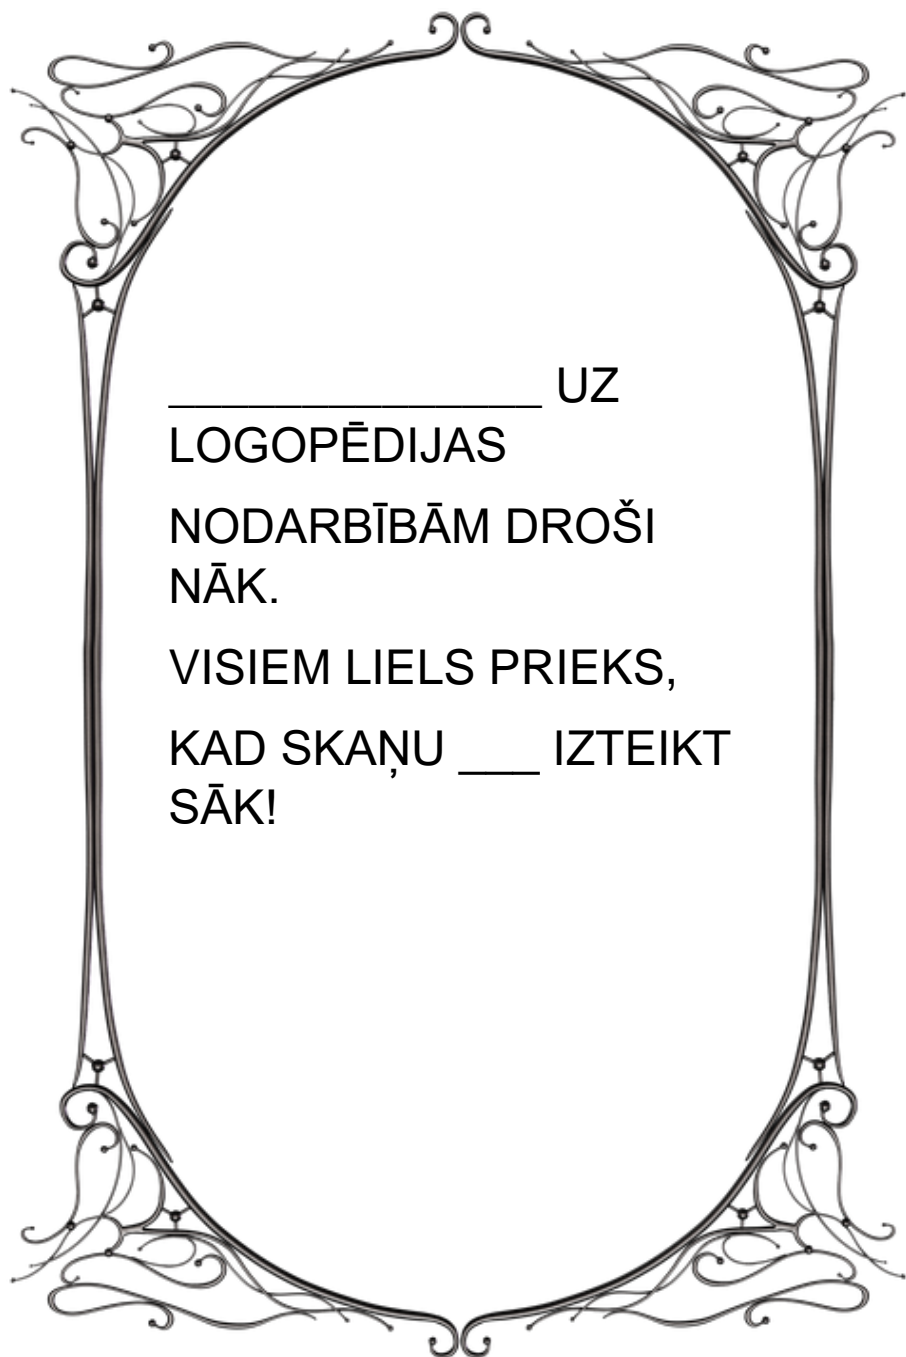 ______________ UZ
LOGOPĒDIJAS
NODARBĪBĀM DROŠI
NĀK.
VISIEM LIELS PRIEKS,
KAD SKAŅU ___ IZTEIKT
SĀK!